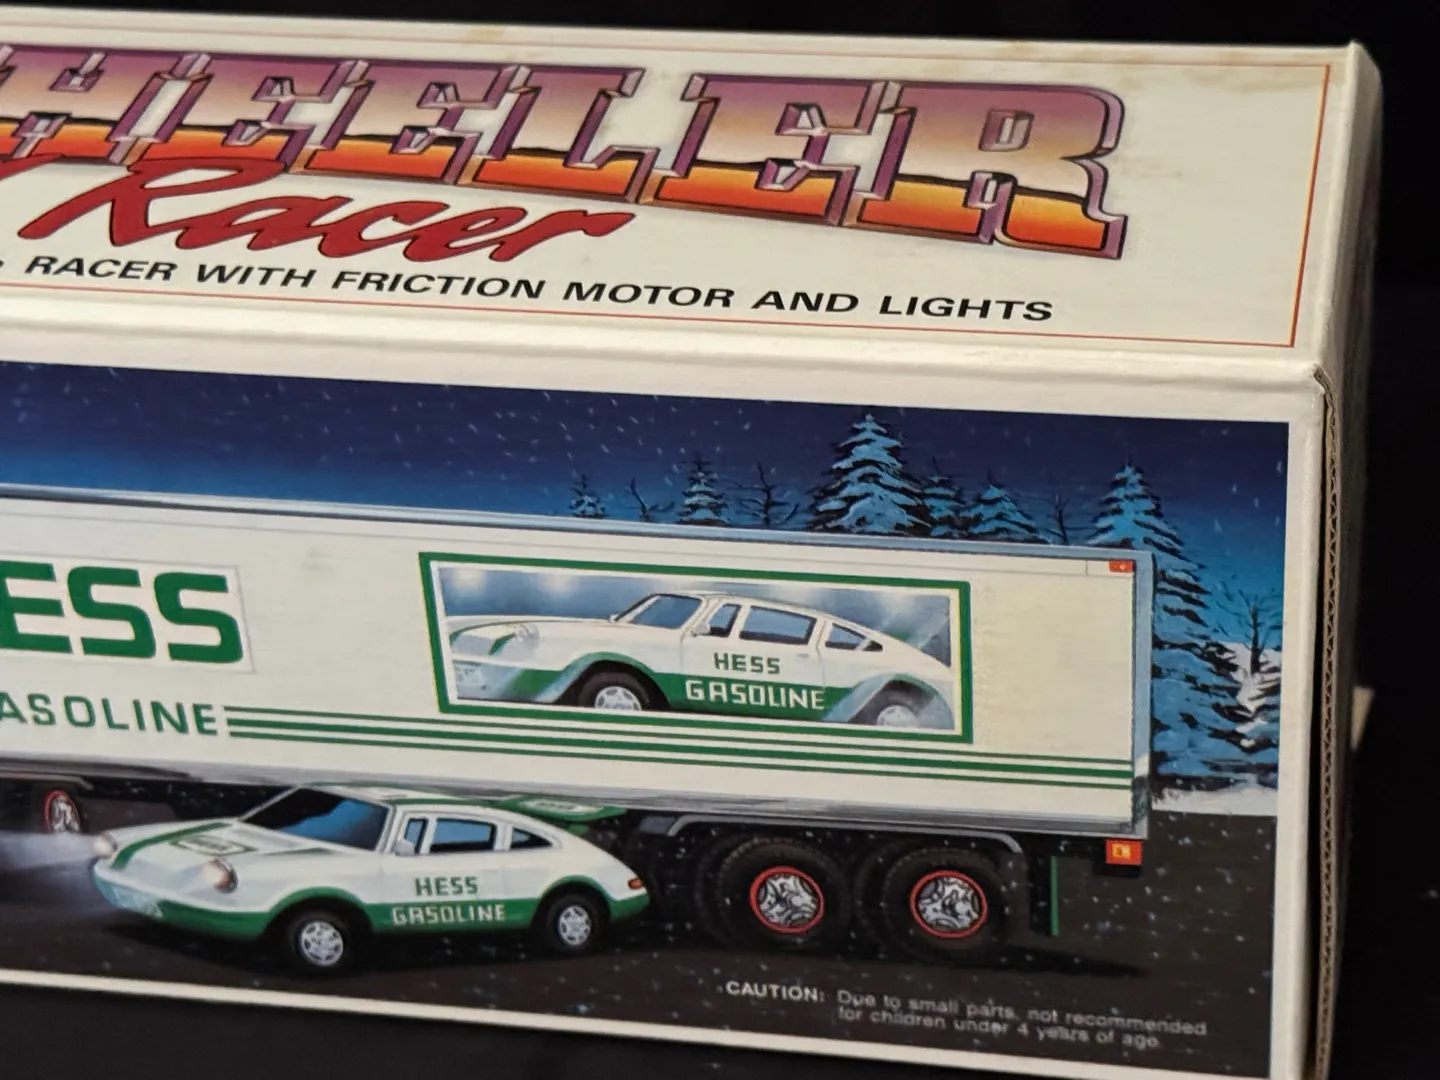 HEELER
Racer
RACER WITH FRICTION MOTOR AND LIGHTS
ESS
ASOLINE
HESS
GASOLINE
HESS
GASOLINE
CAUTION: Due to small parts, not recommended
for children under 4 years of age.